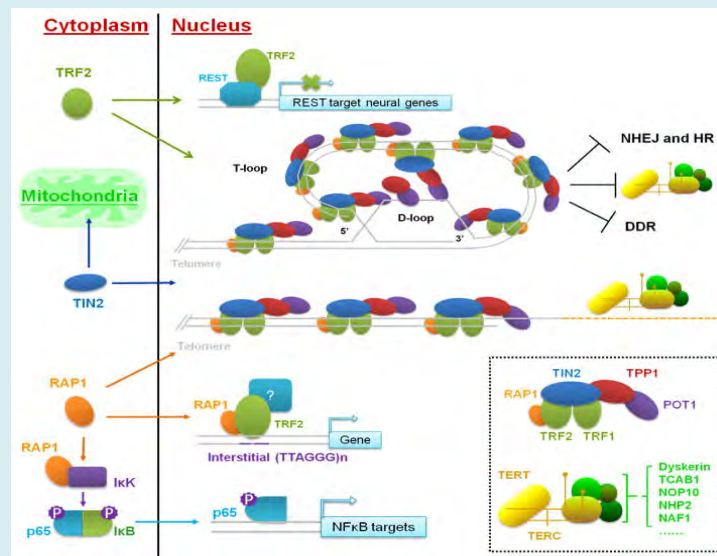 Cytoplasm
Nucleus
TRF2
TRF2
REST
REST target neural genes
T-loop
D-loop
5'
3'
Telomere
NHEJ and HR
DDR
Mitochondria
TIN2
Telomere
RAP1
RAP1
IκK
P
P
p65
IκB
?
RAP1
TRF2
Gene
Interstitial (TTAGGG)n
P
p65
NFκB targets
TIN2
TPP1
RAP1
POT1
TRF2
TRF1
TERT
TERC
Dyskerin
TCAB1
NOP10
NHP2
NAF1
......